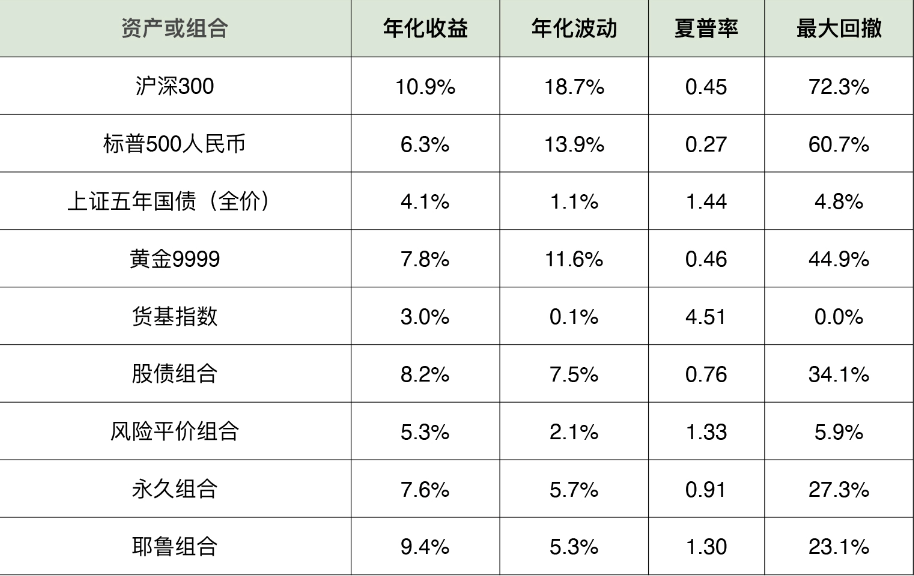 资产或组合 年化收益 年化波动 夏普率 最大回撤
沪深300 10.9% 18.7% 0.45 72.3%
标普500人民币 6.3% 13.9% 0.27 60.7%
上证五年国债（全价） 4.1% 1.1% 1.44 4.8%
黄金9999 7.8% 11.6% 0.46 44.9%
货基指数 3.0% 0.1% 4.51 0.0%
股债组合 8.2% 7.5% 0.76 34.1%
风险平价组合 5.3% 2.1% 1.33 5.9%
永久组合 7.6% 5.7% 0.91 27.3%
耶鲁组合 9.4% 5.3% 1.30 23.1%